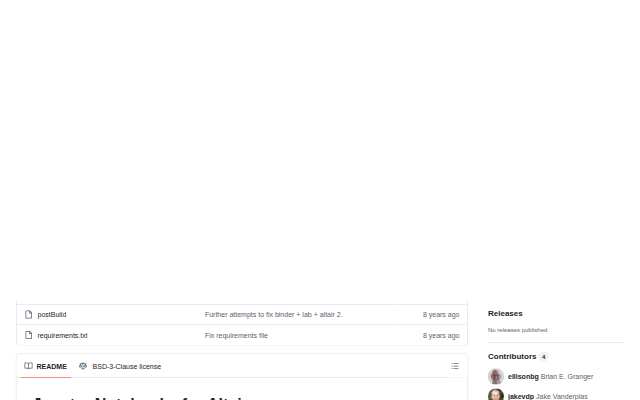 postBuild Further attempts to fix binder + lab + altair 2. 8 years ago
requirements.txt Fix requirements file 8 years ago
README BSD-3-Clause license
Releases
No releases published
Contributors 4
ellisonbg Brian E. Granger
jakevdp Jake Vanderplas